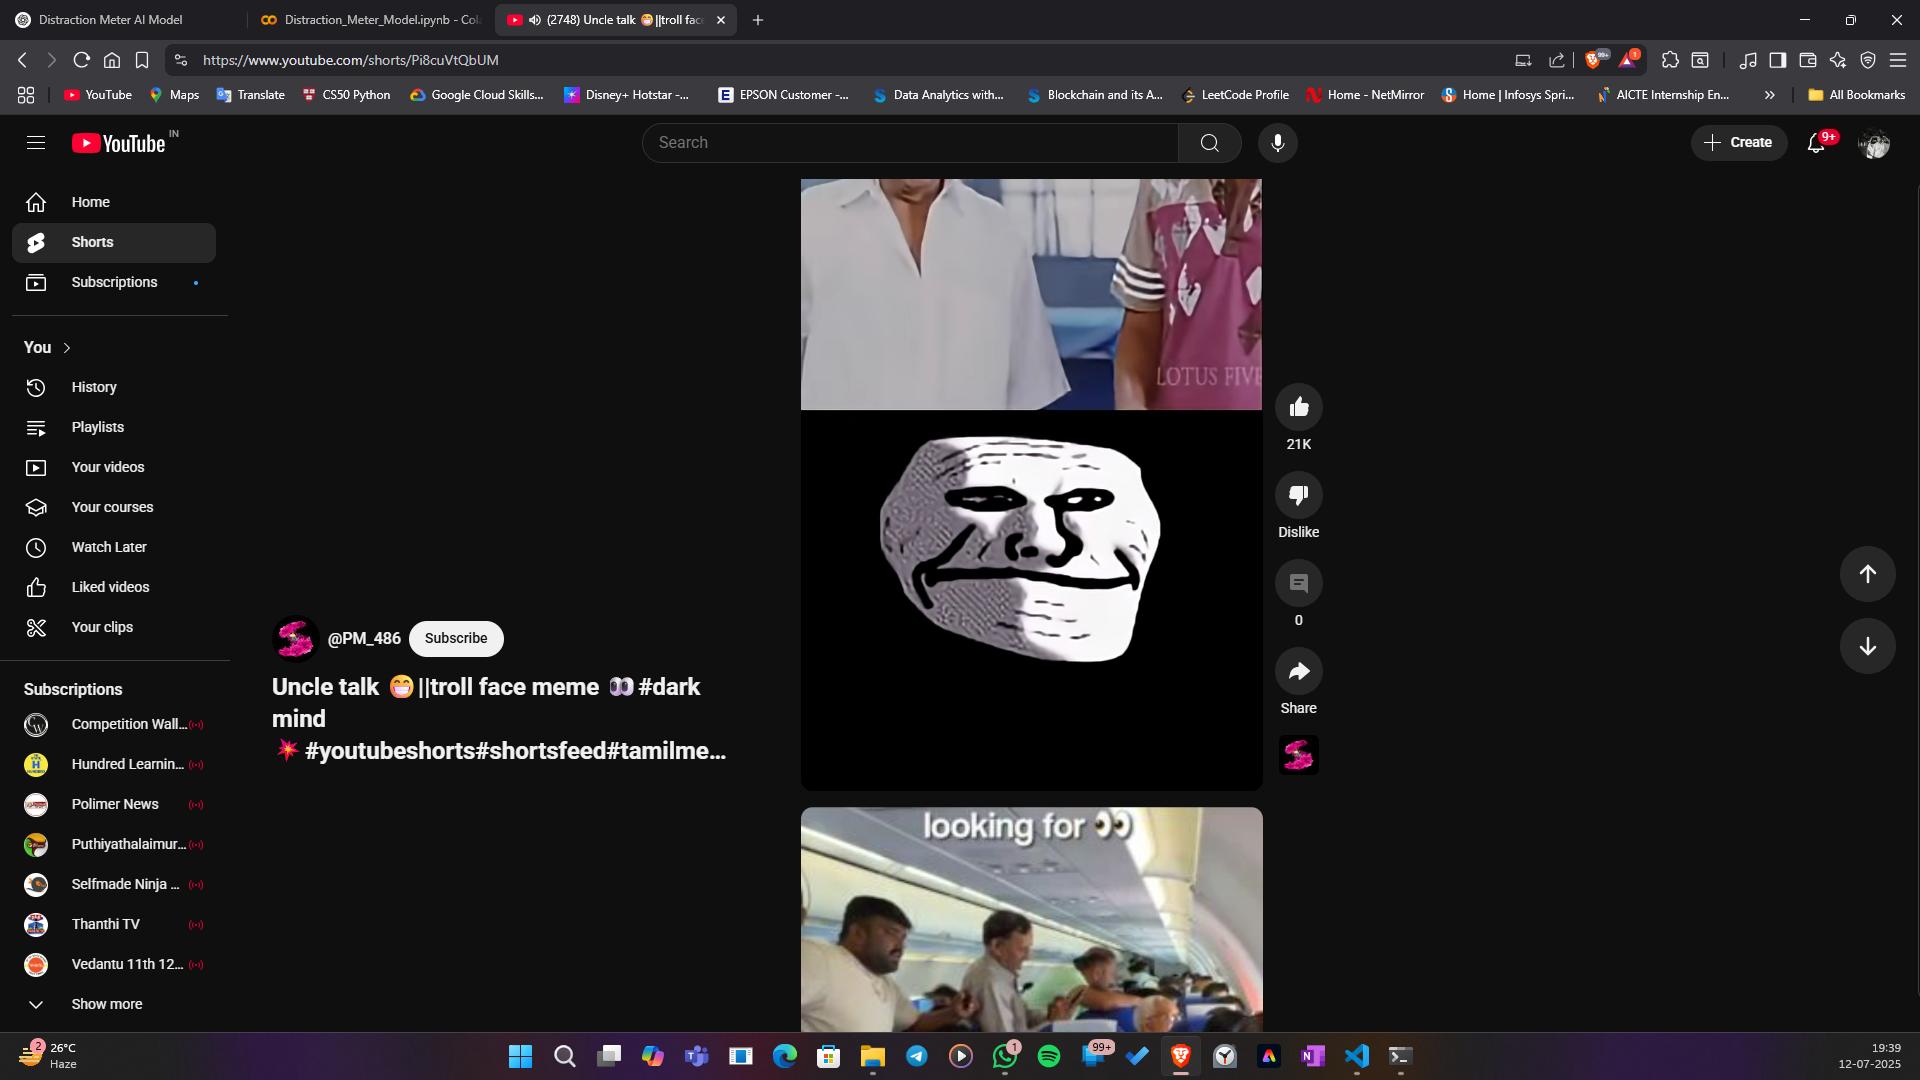 Distraction Meter AI Model
Distraction_Meter_Model.ipynb - Col
(2748) Uncle talk 😁||troll fac
https://www.youtube.com/shorts/Pi8cuVtQbUM
99+
1
YouTube
Maps
Translate
CS50 Python
Google Cloud Skills...
Disney+ Hotstar -...
EPSON Customer -...
Data Analytics with...
Blockchain and its A...
LeetCode Profile
Home - NetMirror
Home | Infosys Spri...
AICTE Internship En...
All Bookmarks
YouTube IN
Search
Create
9+
Home
Shorts
Subscriptions
You
History
Playlists
Your videos
Your courses
Watch Later
Liked videos
Your clips
Subscriptions
Competition Wall...
Hundred Learnin...
Polimer News
Puthiyathalaimur...
Selfmade Ninja ...
Thanthi TV
Vedantu 11th 12...
Show more
@PM_486
Subscribe
Uncle talk 😁||troll face meme 👀#dark
mind
💥#youtubeshorts#shortsfeed#tamilme...
LOTUS FIVE
21K
Dislike
0
Share
looking for 👀
2
26°C
Haze
1
99+
19:39
12-07-2025